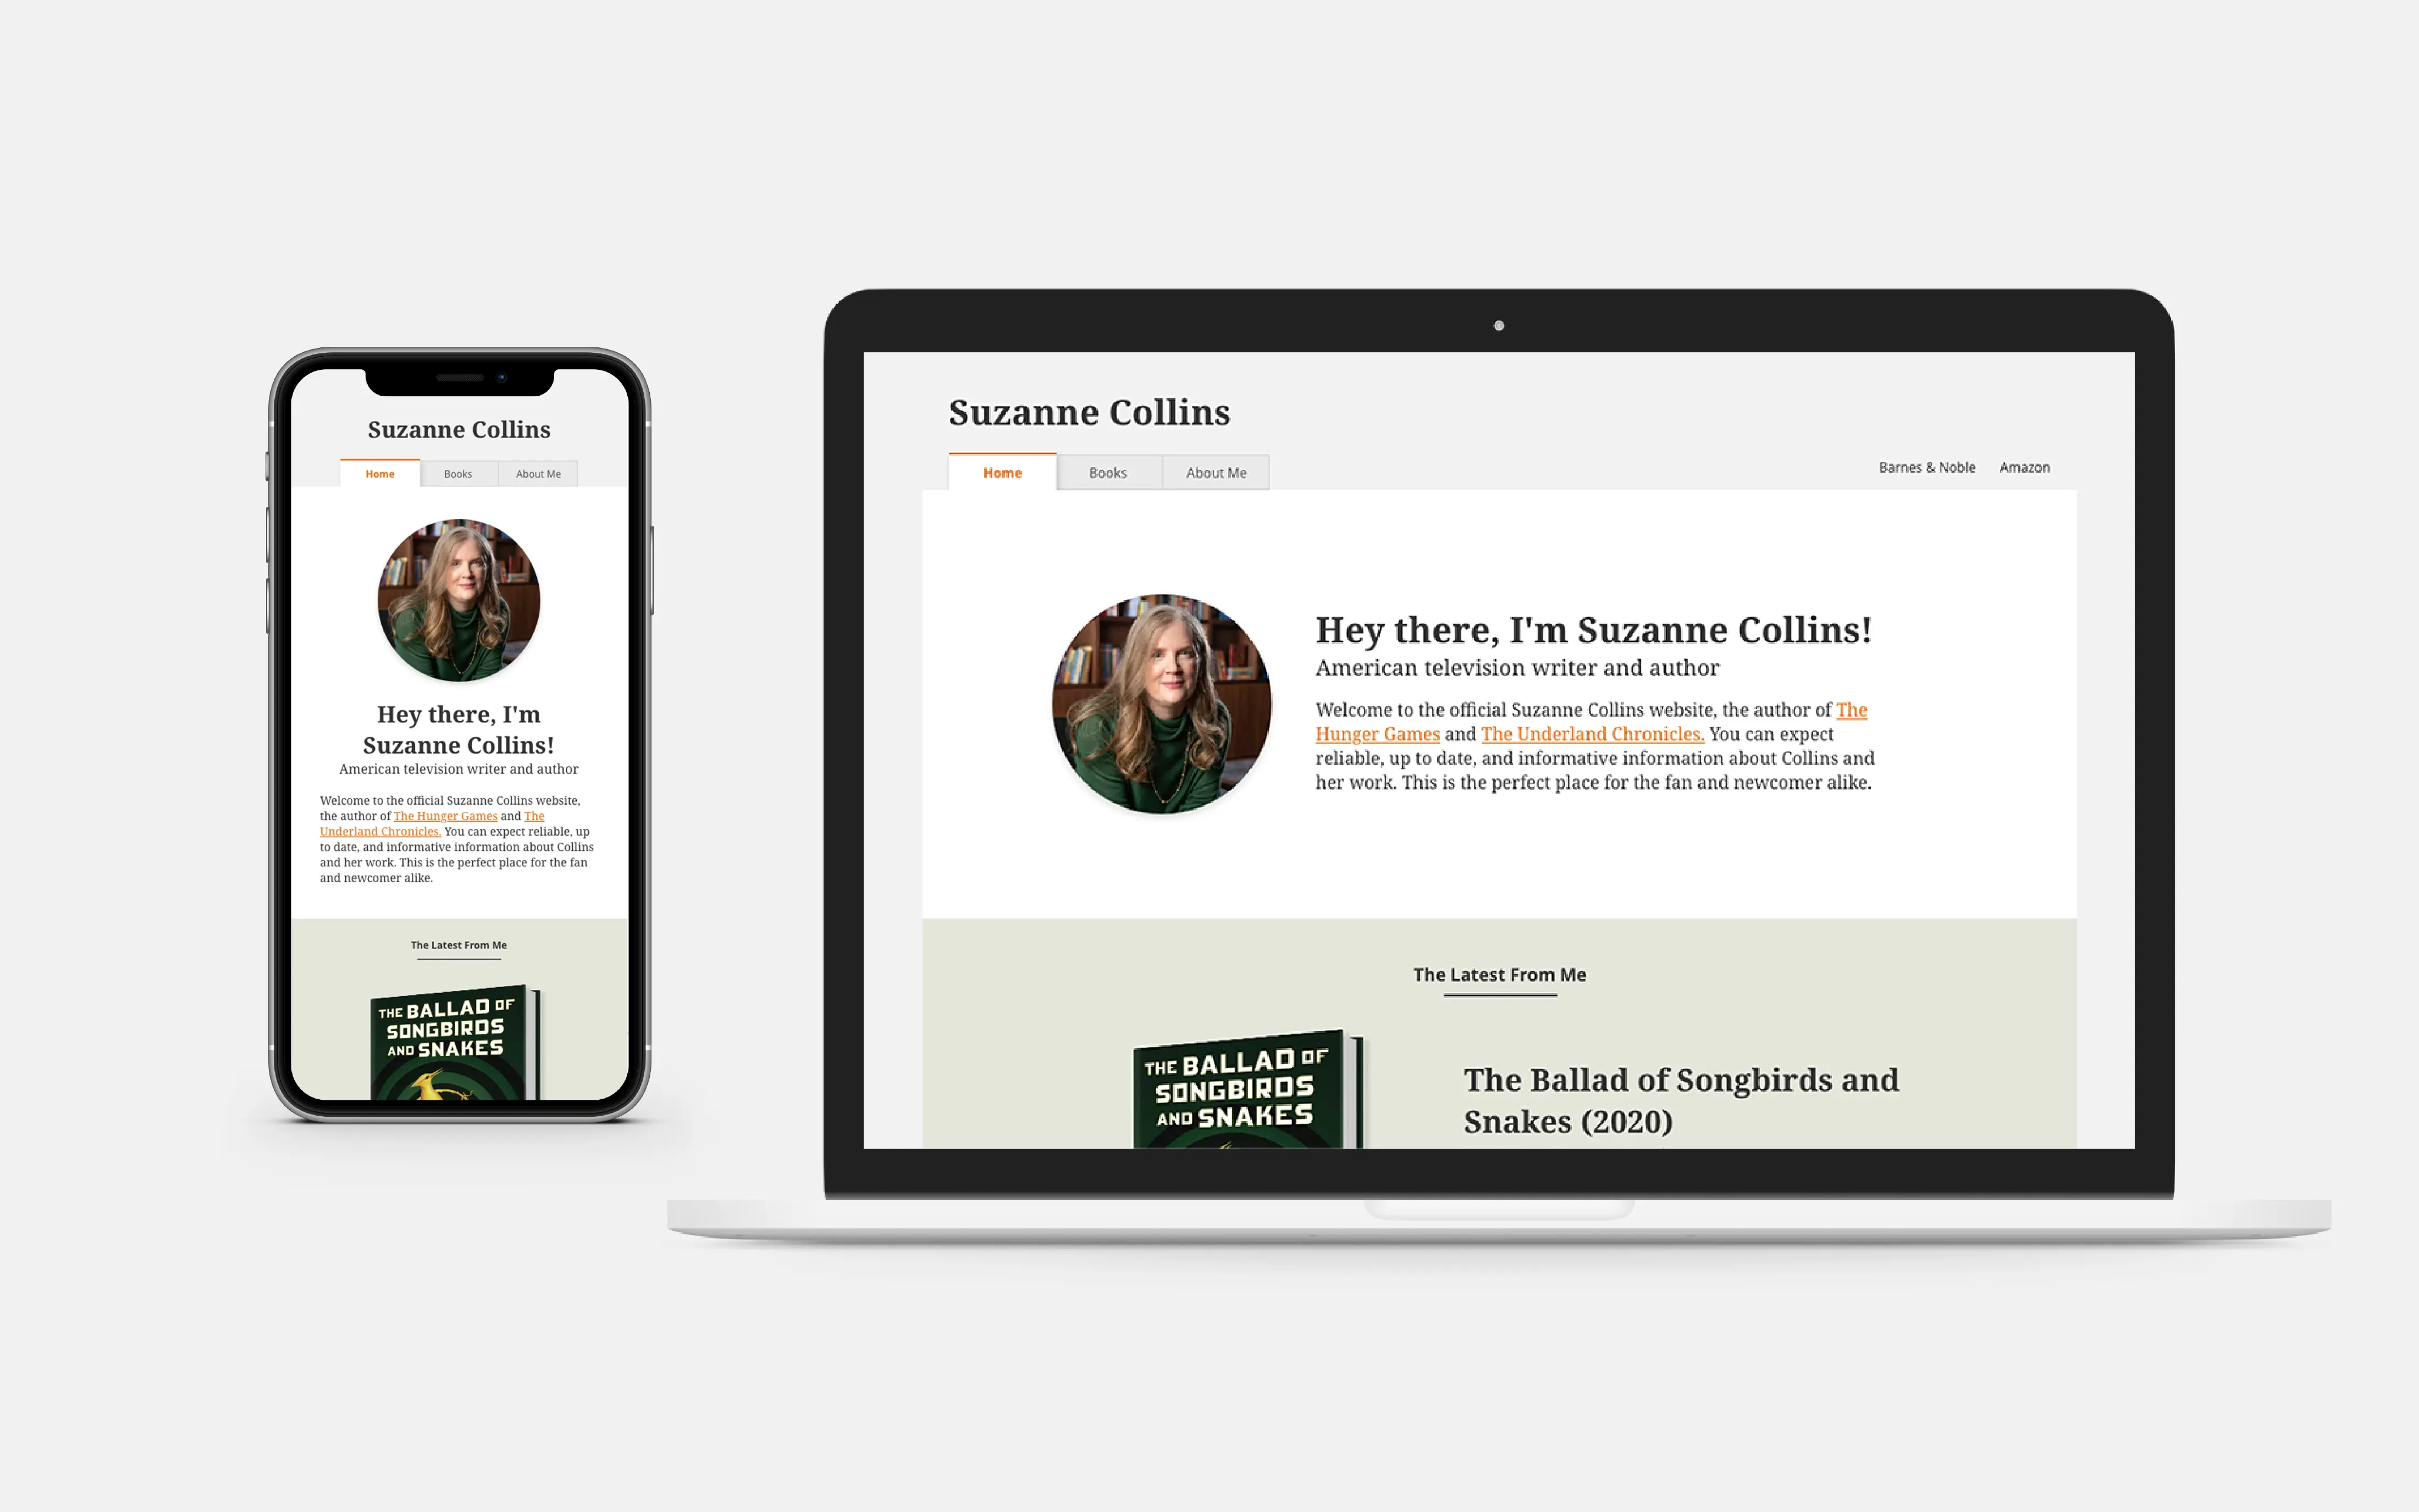 Suzanne Collins
Home
Books
About Me
Hey there, I'm
Suzanne Collins!
American television writer and author
Welcome to the official Suzanne Collins website,
the author of The Hunger Games and The
Underland Chronicles. You can expect reliable, up
to date, and informative information about Collins
and her work. This is the perfect place for the fan
and newcomer alike.
The Latest From Me
THE BALLAD OF
SONGBIRDS
AND SNAKES
Suzanne Collins
Home
Books
About Me
Barnes & Noble
Amazon
Hey there, I'm Suzanne Collins!
American television writer and author
Welcome to the official Suzanne Collins website, the author of The
Hunger Games and The Underland Chronicles. You can expect
reliable, up to date, and informative information about Collins and
her work. This is the perfect place for the fan and newcomer alike.
The Latest From Me
THE BALLAD OF
SONGBIRDS
AND SNAKES
The Ballad of Songbirds and
Snakes (2020)